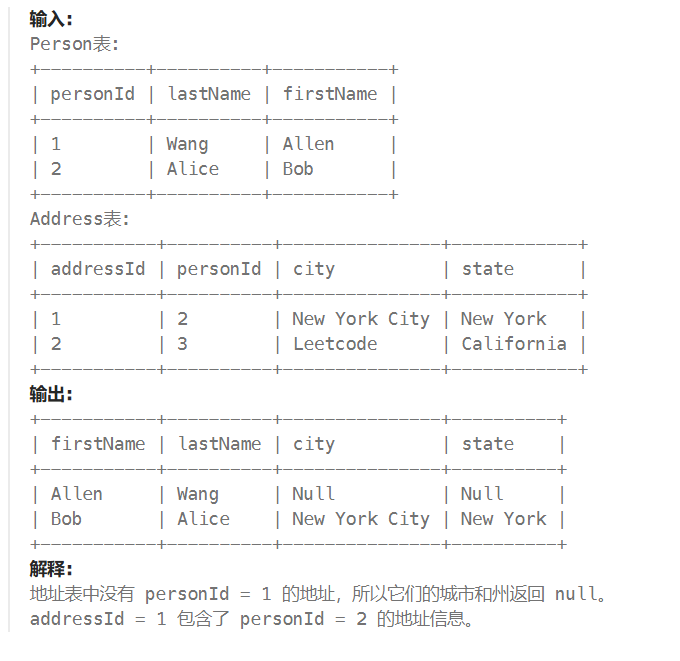 输入：
Person表:
+----------+----------+-----------+
| personId | lastName | firstName |
+----------+----------+-----------+
| 1        | Wang     | Allen     |
| 2        | Alice    | Bob       |
+----------+----------+-----------+
Address表:
+-----------+----------+---------------+------------+
| addressId | personId | city          | state      |
+-----------+----------+---------------+------------+
| 1         | 2        | New York City | New York   |
| 2         | 3        | Leetcode      | California |
+-----------+----------+---------------+------------+
输出：
+-----------+----------+---------------+----------+
| firstName | lastName | city          | state    |
+-----------+----------+---------------+----------+
| Allen     | Wang     | Null          | Null     |
| Bob       | Alice    | New York City | New York |
+-----------+----------+---------------+----------+
解释：
地址表中没有 personId = 1 的地址，所以它们的城市和州返回 null。
addressId = 1 包含了 personId = 2 的地址信息。